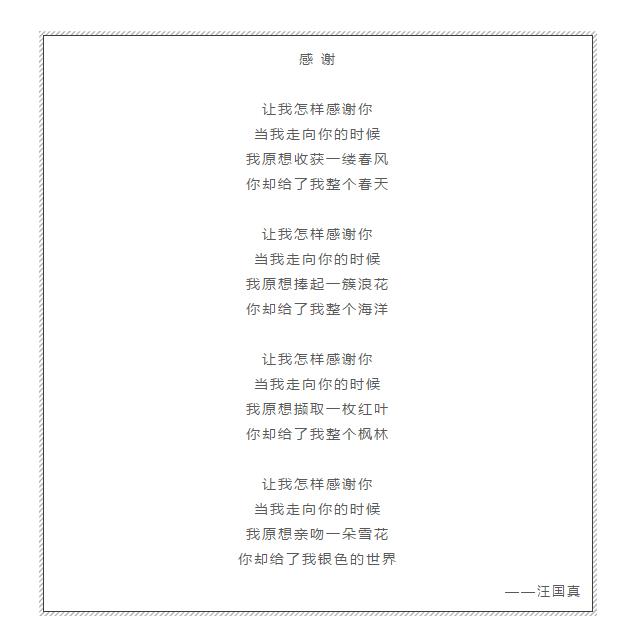 感 谢
让我怎样感谢你
当我走向你的时候
我原想收获一缕春风
你却给了我整个春天
让我怎样感谢你
当我走向你的时候
我原想捧起一簇浪花
你却给了我整个海洋
让我怎样感谢你
当我走向你的时候
我原想撷取一枚红叶
你却给了我整个枫林
让我怎样感谢你
当我走向你的时候
我原想亲吻一朵雪花
你却给了我银色的世界
——汪国真